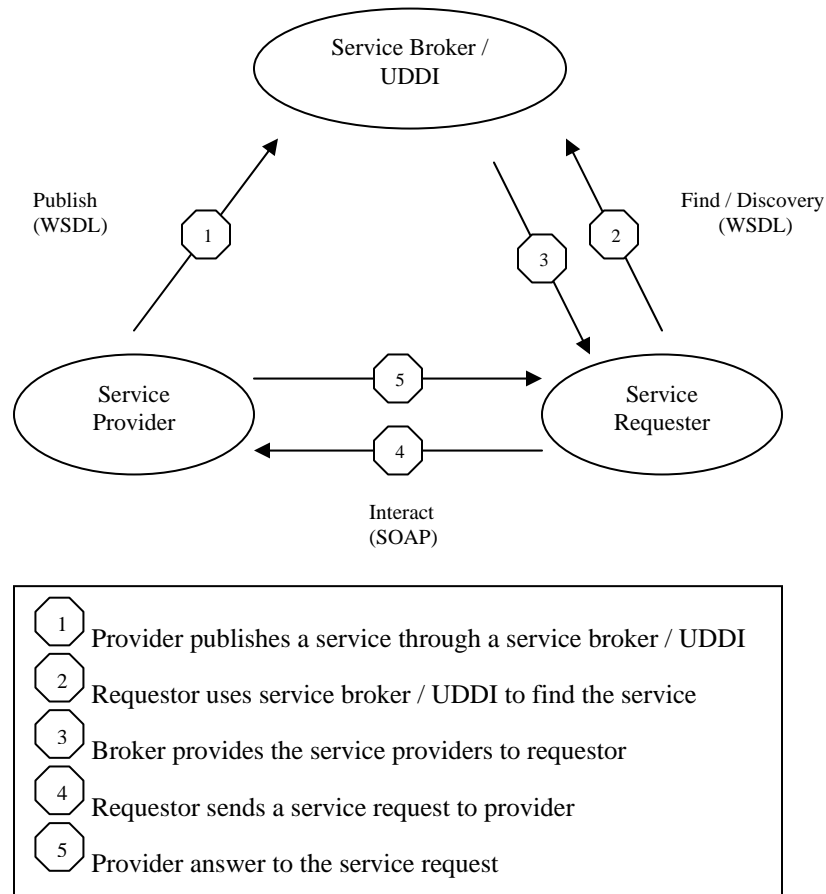 Service Broker /
UDDI
Publish
(WSDL)
Find / Discovery
(WSDL)
1
2
3
Service
Provider
5
Service
Requester
4
Interact
(SOAP)
1 Provider publishes a service through a service broker / UDDI
2 Requestor uses service broker / UDDI to find the service
3 Broker provides the service providers to requestor
4 Requestor sends a service request to provider
5 Provider answer to the service request